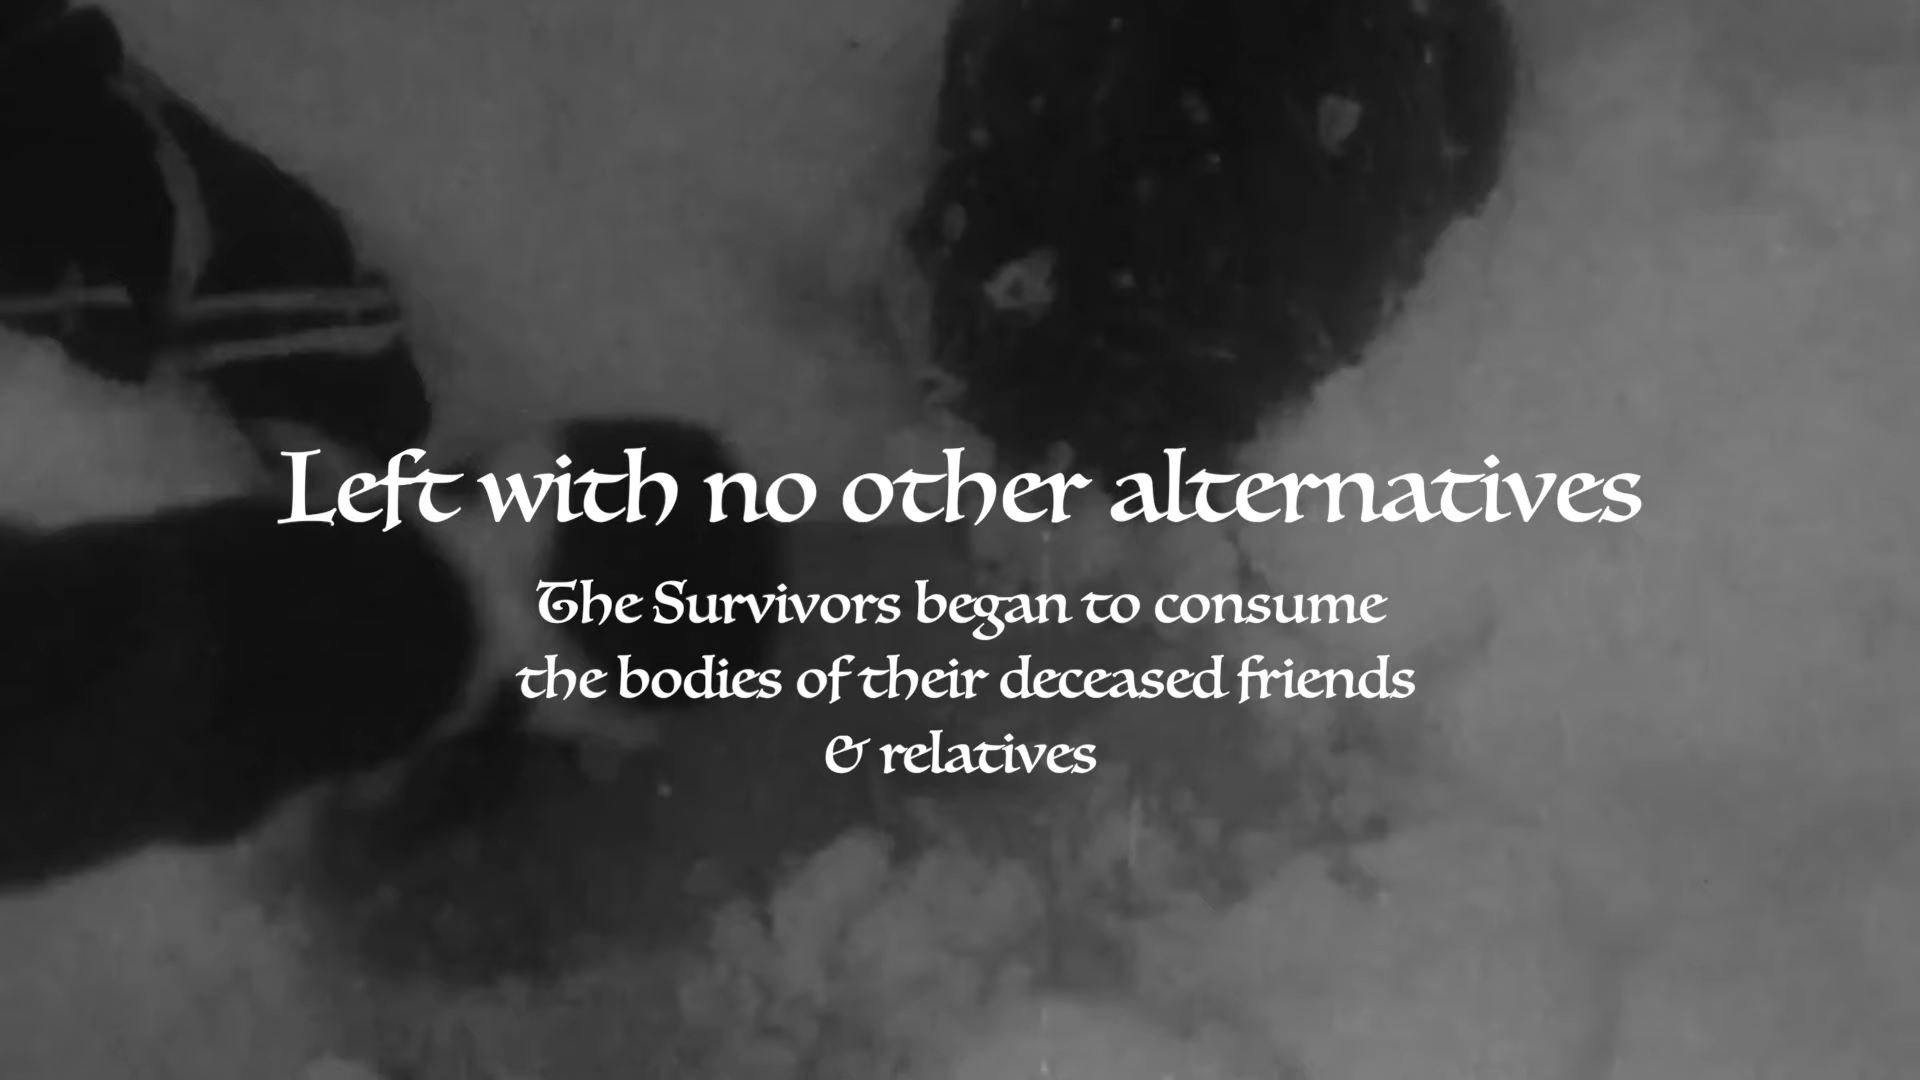 Left with no other alternatives
The Survivors began to consume
the bodies of their deceased friends
& relatives